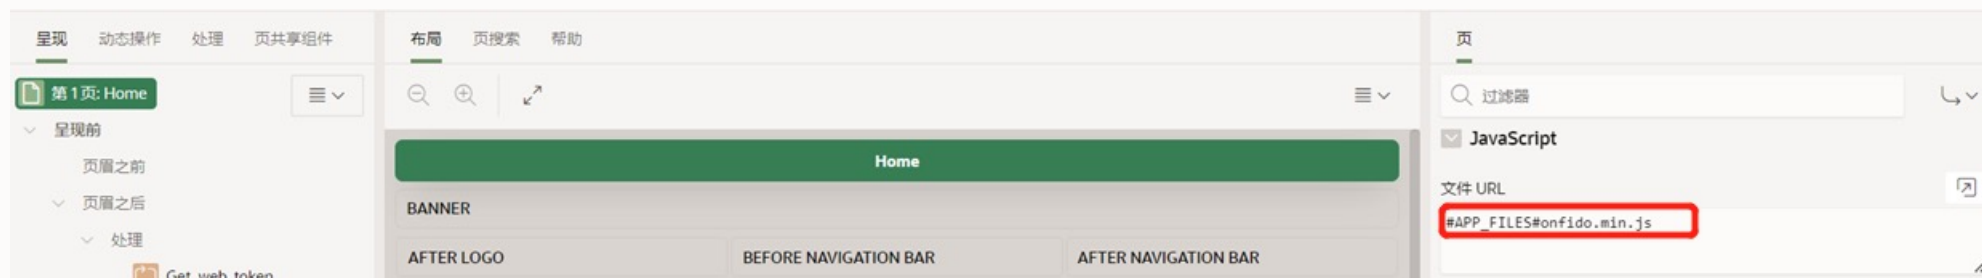 呈现 动态操作 处理 页共享组件
布局 页搜索 帮助
页
第 1页: Home
过滤器
呈现前
JavaScript
页眉之前
Home
文件 URL
页眉之后
BANNER
#APP_FILES#onfido.min.js
处理
AFTER LOGO BEFORE NAVIGATION BAR AFTER NAVIGATION BAR
Get_web_token